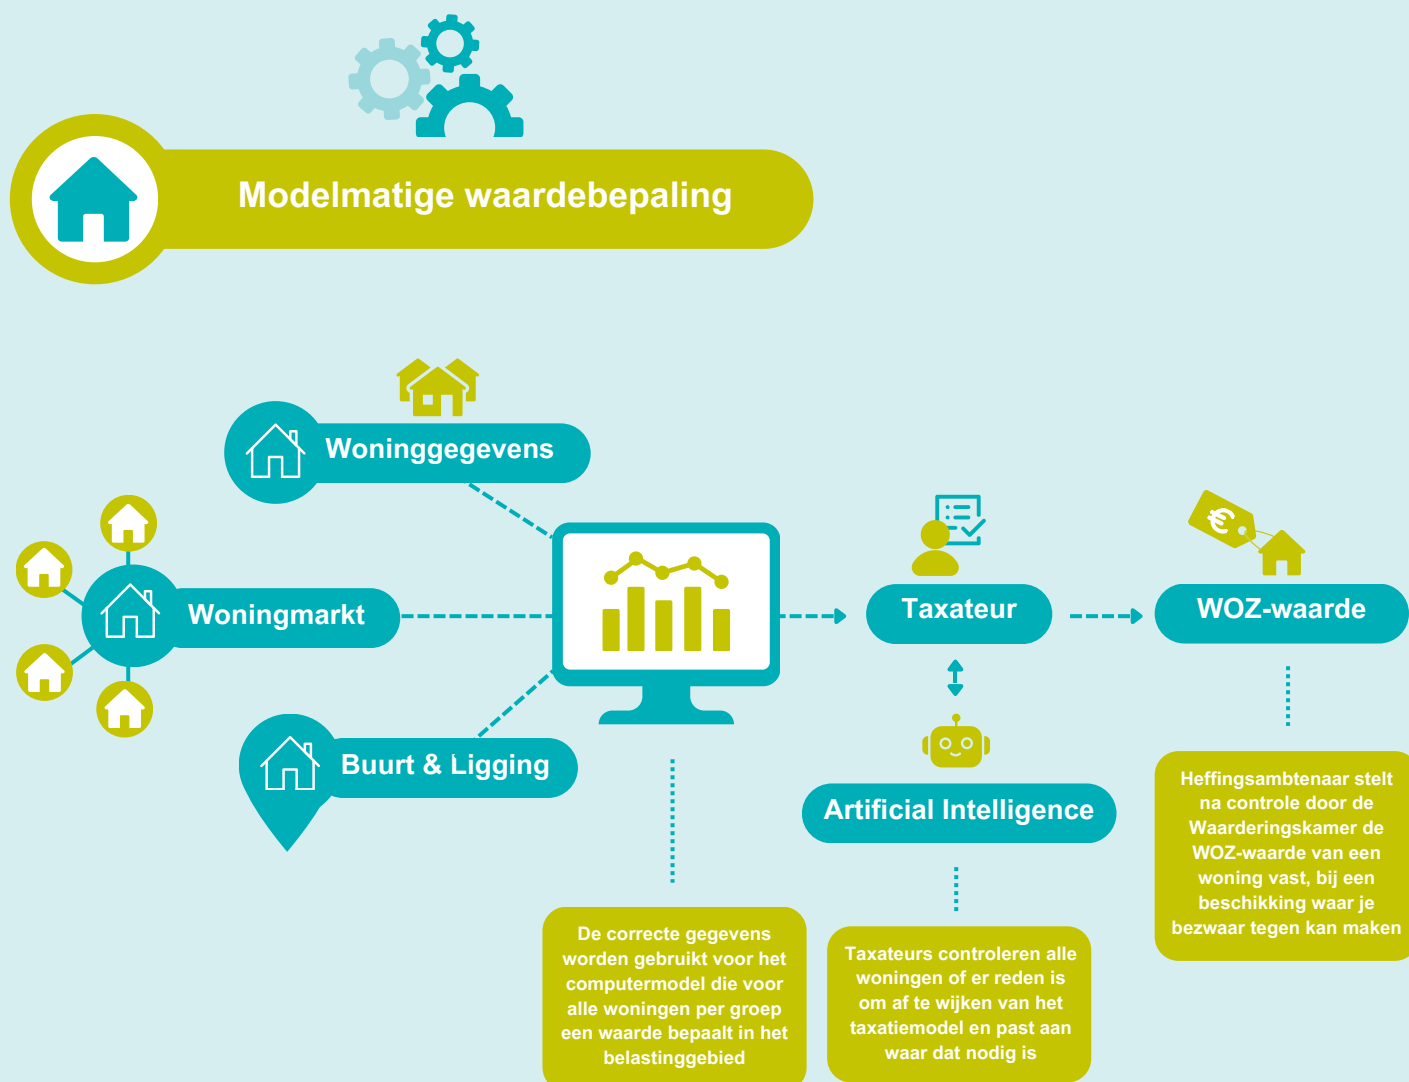 Modelmatige waardebepaling
Woninggegevens
Woningmarkt
Buurt & Ligging
Taxateur
WOZ-waarde
Artificial Intelligence
De correcte gegevens
worden gebruikt voor het
computermodel die voor
alle woningen per groep
een waarde bepaalt in het
belastinggebied
Taxateurs controleren alle
woningen of er reden is
om af te wijken van het
taxatiemodel en past aan
waar dat nodig is
Heffingsambtenaar stelt
na controle door de
Waarderingskamer de
WOZ-waarde van een
woning vast, bij een
beschikking waar je
bezwaar tegen kan maken